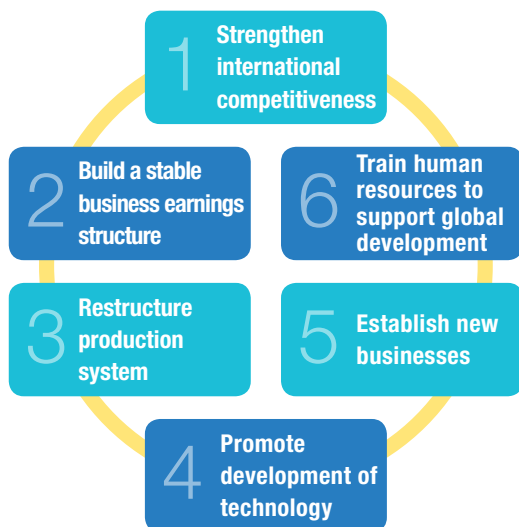 1
Strengthen
international
competitiveness
2
Build a stable
business earnings
structure
3
Restructure
production
system
4
Promote
development of
technology
5
Establish new
businesses
6
Train human
resources to
support global
development